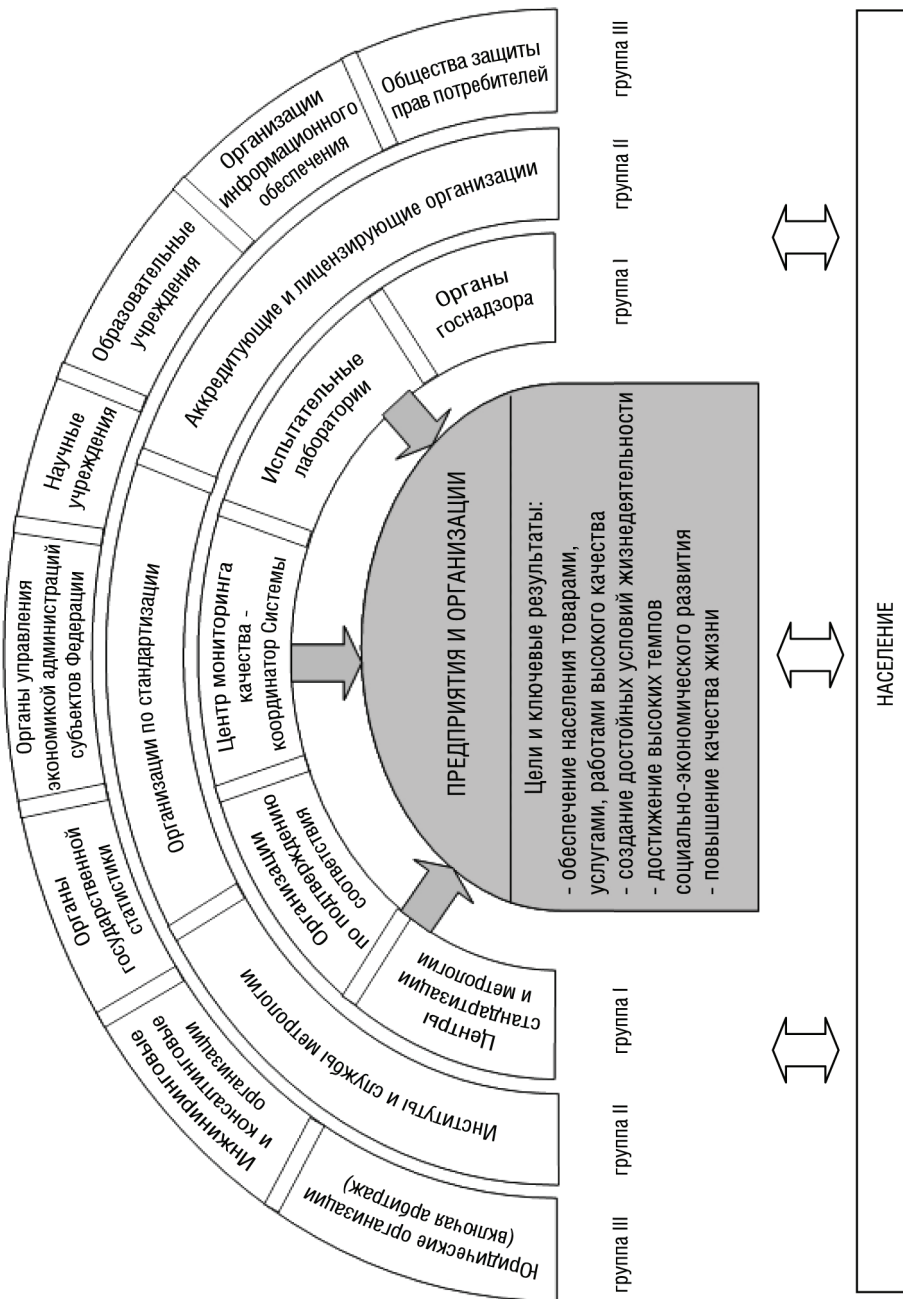 Юридические организации
(включая арбитраж)
Инжиниринговые
и консалтинговые
организации
Органы
государственной
статистики
Органы управления
экономикой администраций
субъектов Федерации
Научные
учреждения
Образовательные
учреждения
Организации
информационного
обеспечения
Общества защиты
прав потребителей
Институты и службы метрологии
Организации по стандартизации
Аккредитующие и лицензирующие организации
Центры
стандартизации
и метрологии
Организации
по подтверждению
соответствия
Центр мониторинга
качества -
координатор Системы
Испытательные
лаборатории
Органы
госнадзора
ПРЕДПРИЯТИЯ И ОРГАНИЗАЦИИ
Цели и ключевые результаты:
- обеспечение населения товарами,
услугами, работами высокого качества
- создание достойных условий жизнедеятельности
- достижение высоких темпов
социально-экономического развития
- повышение качества жизни
группа III
группа II
группа I
группа I
группа II
группа III
НАСЕЛЕНИЕ